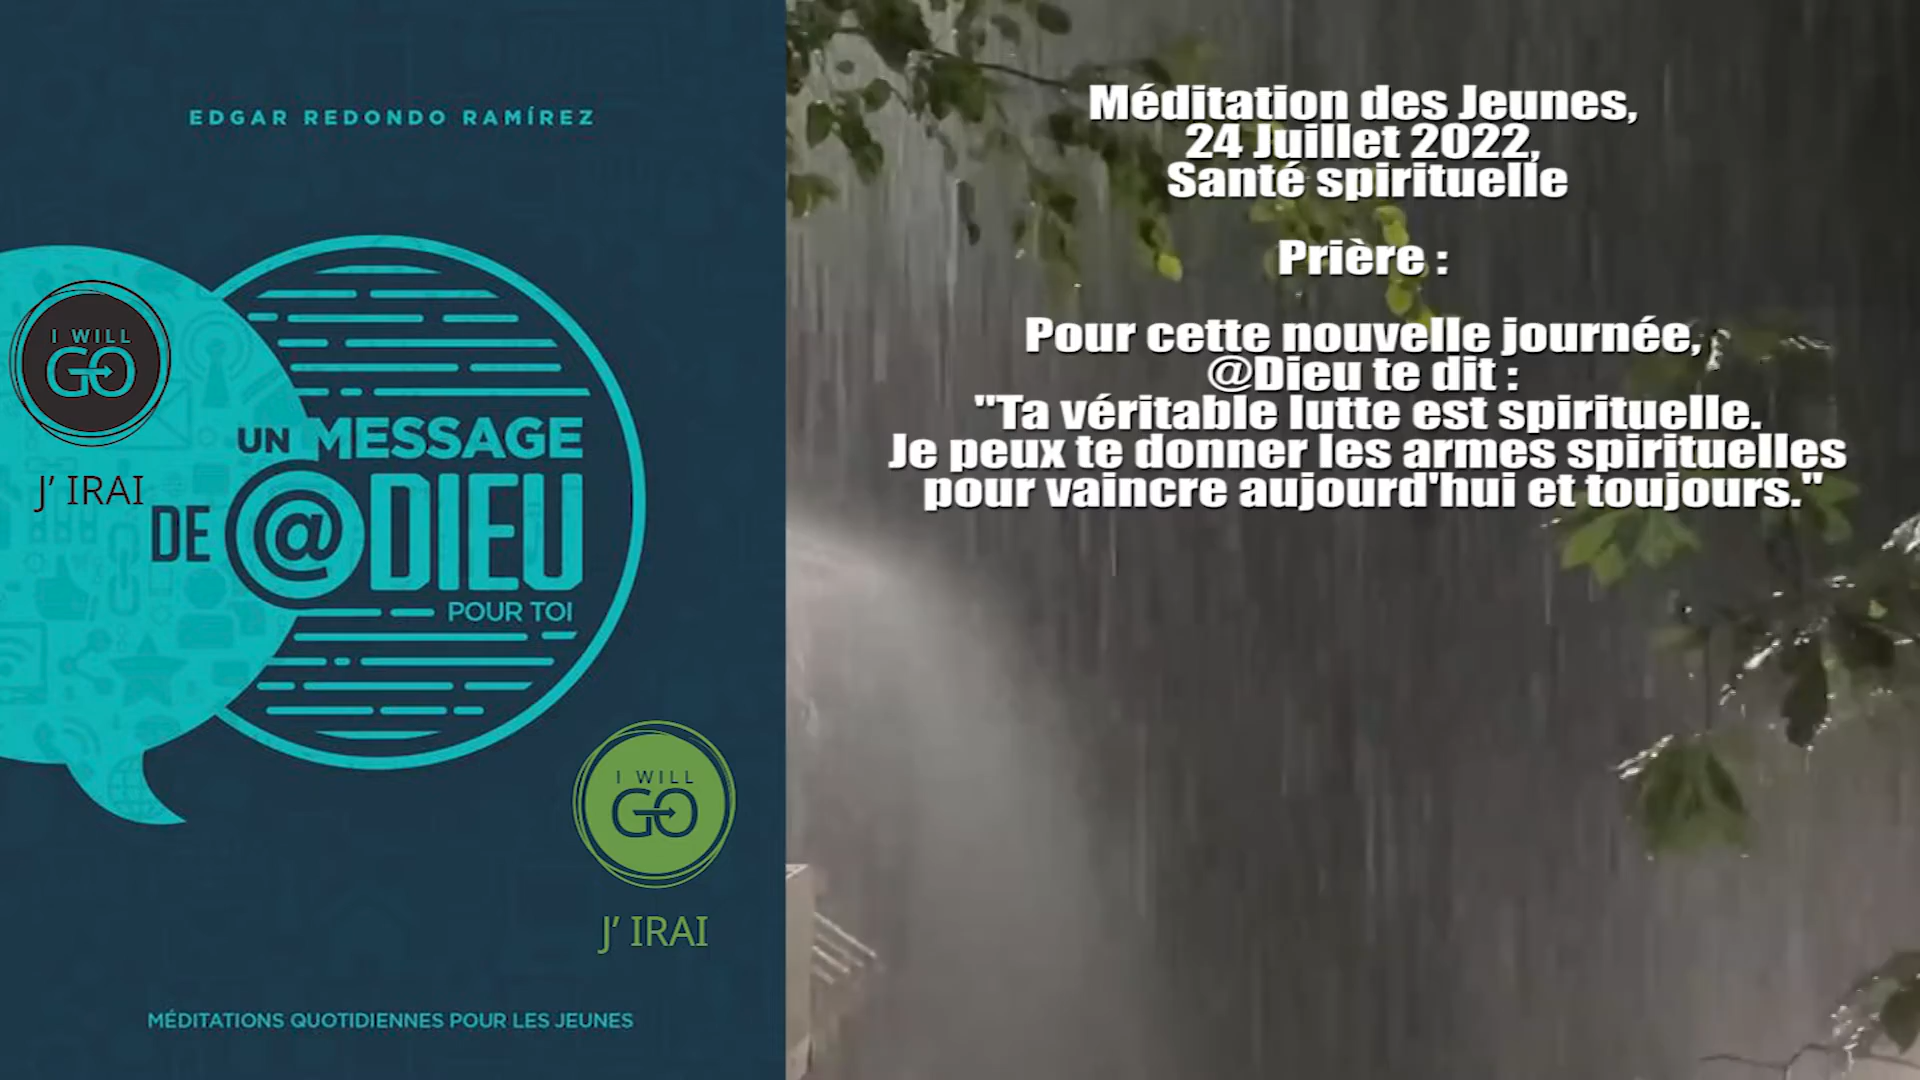 EDGAR REDONDO RAMÍREZ
I WILL
GO
J' IRAI
UN MESSAGE
DE @DIEU
POUR TOI
I WILL
GO
J' IRAI
MÉDITATIONS QUOTIDIENNES POUR LES JEUNES
Méditation des Jeunes,
24 Juillet 2022,
Santé spirituelle
Prière :
Pour cette nouvelle journée,
@Dieu te dit :
"Ta véritable lutte est spirituelle.
Je peux te donner les armes spirituelles
pour vaincre aujourd'hui et toujours."